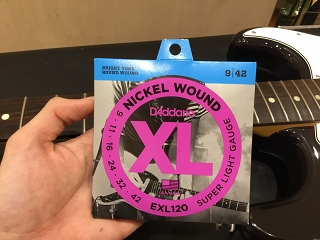 BRIGHT TONE
ROUND WOUND
9/42
NICKEL WOUND
D'Addario
XL
9-11-16-24-32-42
EXL120
SUPER LIGHT GAUGE